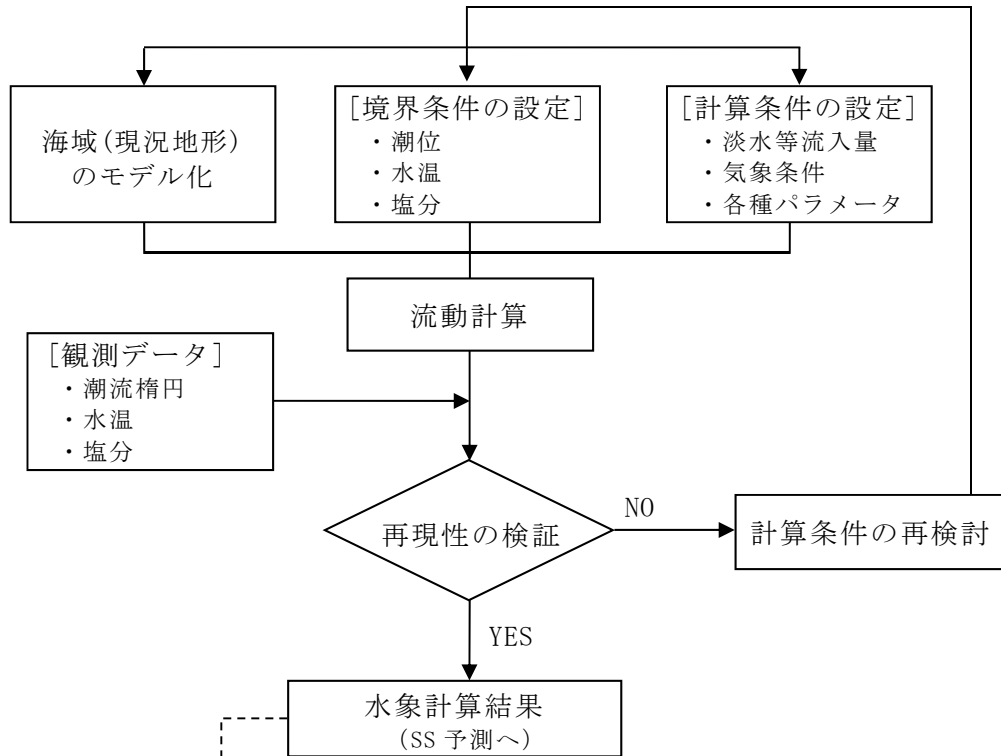 海域(現況地形)
のモデル化
[境界条件の設定]
・潮位
・水温
・塩分
[計算条件の設定]
・淡水等流入量
・気象条件
・各種パラメータ
流動計算
[観測データ]
・潮流楕円
・水温
・塩分
再現性の検証
NO
計算条件の再検討
YES
水象計算結果
(SS 予測へ)